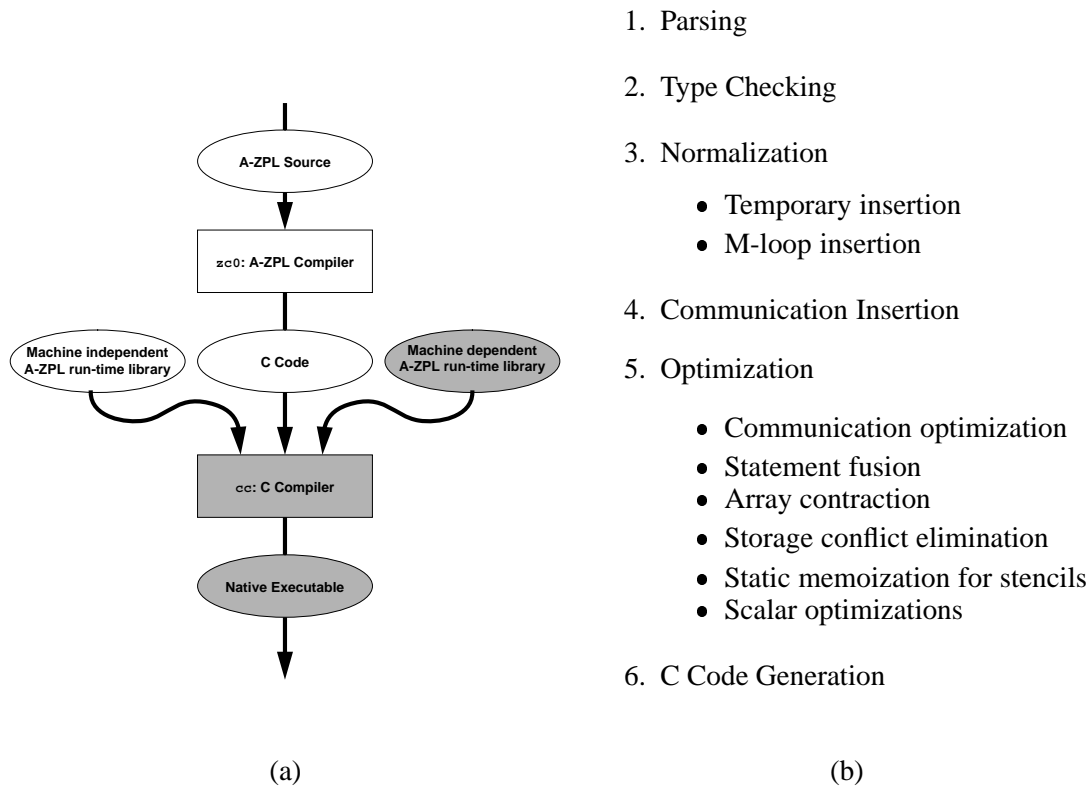 A-ZPL Source
zc0: A-ZPL Compiler
Machine independent
A-ZPL run-time library
C Code
Machine dependent
A-ZPL run-time library
cc: C Compiler
Native Executable
(a)
1. Parsing
2. Type Checking
3. Normalization
• Temporary insertion
• M-loop insertion
4. Communication Insertion
5. Optimization
• Communication optimization
• Statement fusion
• Array contraction
• Storage conflict elimination
• Static memoization for stencils
• Scalar optimizations
6. C Code Generation
(b)